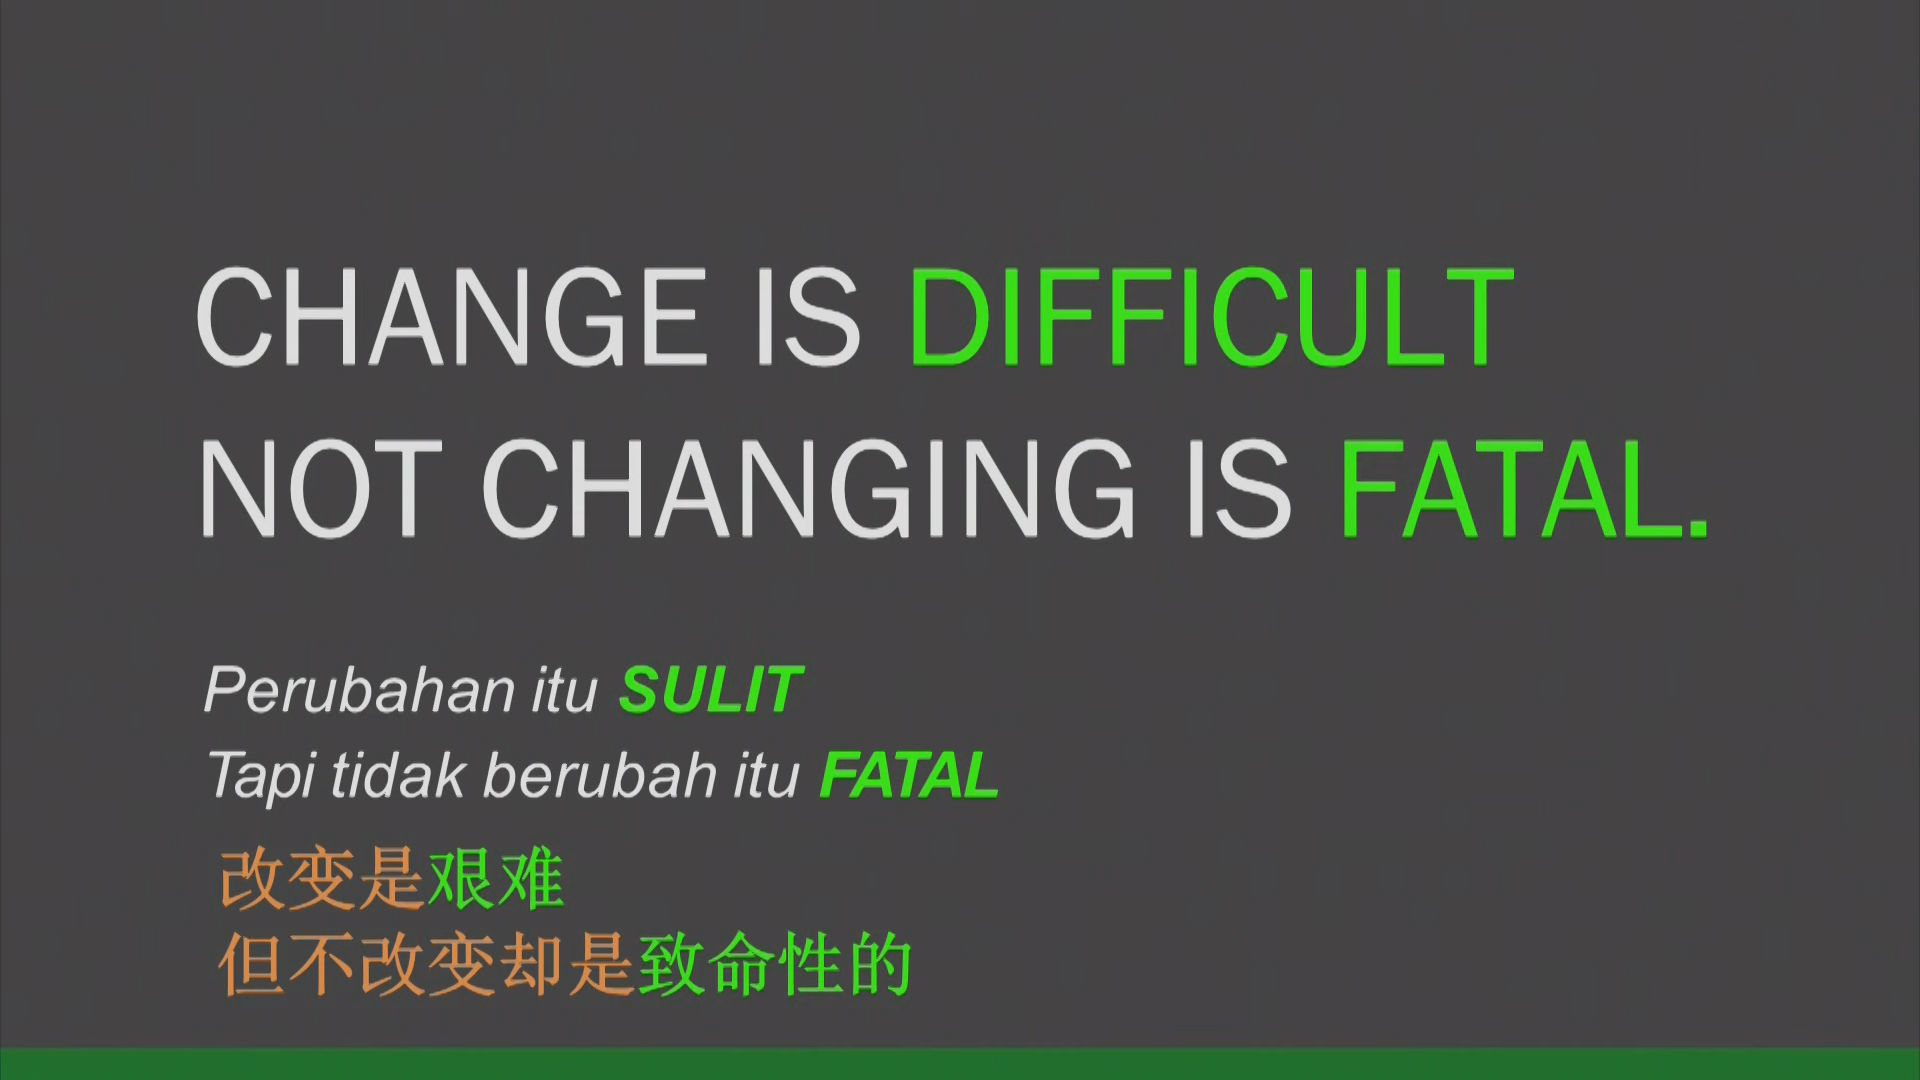 CHANGE IS DIFFICULT
NOT CHANGING IS FATAL.
Perubahan itu SULIT
Tapi tidak berubah itu FATAL
改变是艰难
但不改变却是致命性的